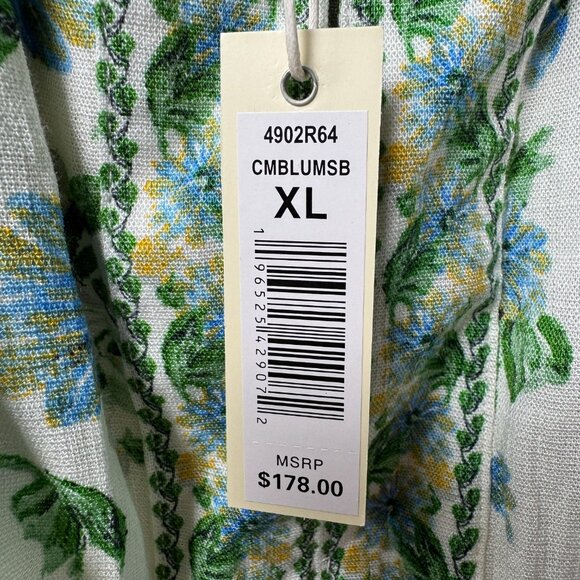 4902R64
CMBLUMSB
XL
1 96525 42907 2
MSRP
$178.00